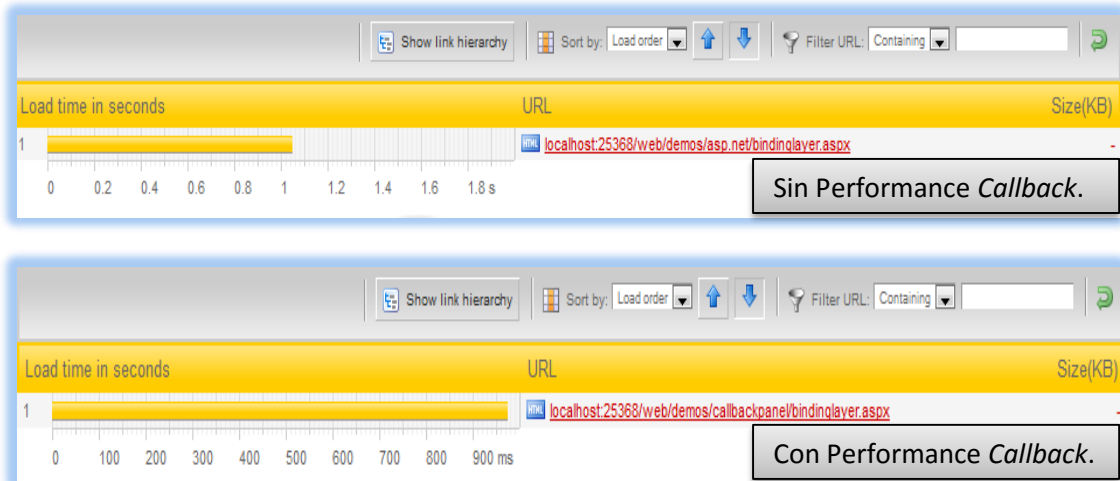 Show link hierarchy Sort by: Load order Filter URL: Containing
Load time in seconds URL Size(KB)
1 HTML localhost:25368/web/demos/asp.net/bindinglayer.aspx -
0 0.2 0.4 0.6 0.8 1 1.2 1.4 1.6 1.8 s
Sin Performance Callback.
Show link hierarchy Sort by: Load order Filter URL: Containing
Load time in seconds URL Size(KB)
1 HTML localhost:25368/web/demos/callbackpanel/bindinglayer.aspx -
0 100 200 300 400 500 600 700 800 900 ms
Con Performance Callback.